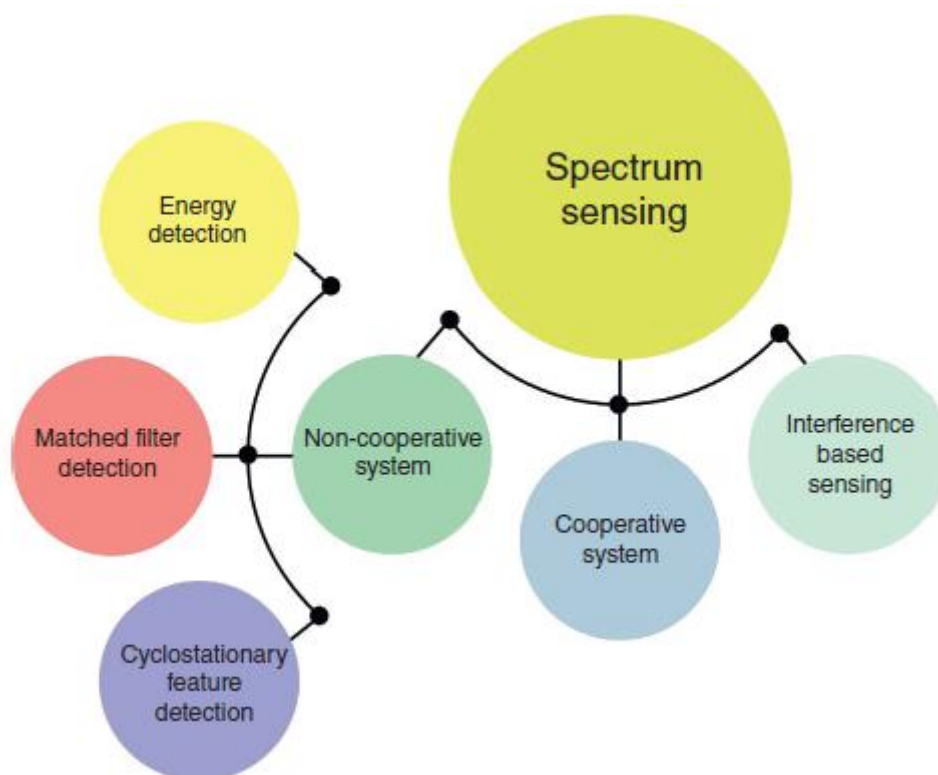 Spectrum
sensing
Energy
detection
Matched filter
detection
Non-cooperative
system
Interference
based
sensing
Cooperative
system
Cyclostationary
feature
detection